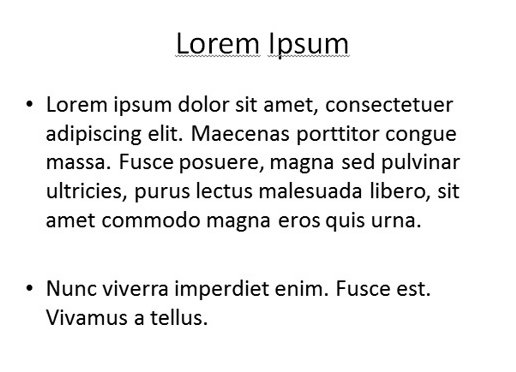 Lorem Ipsum
• Lorem ipsum dolor sit amet, consectetuer
adipiscing elit. Maecenas porttitor congue
massa. Fusce posuere, magna sed pulvinar
ultricies, purus lectus malesuada libero, sit
amet commodo magna eros quis urna.
• Nunc viverra imperdiet enim. Fusce est.
Vivamus a tellus.